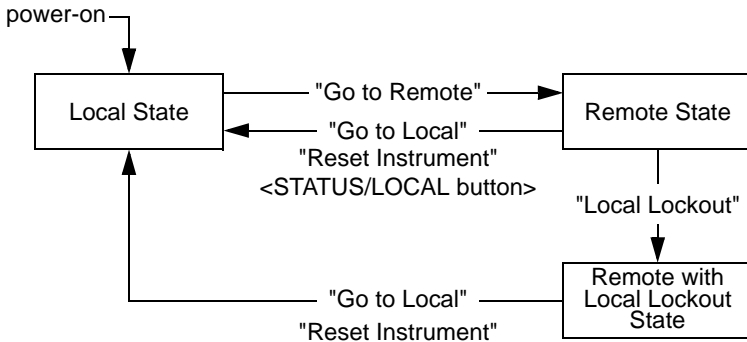 power-on
Local State
"Go to Remote"
Remote State
"Go to Local"
"Reset Instrument"
<STATUS/LOCAL button>
"Local Lockout"
Remote with
Local Lockout
State
"Go to Local"
"Reset Instrument"